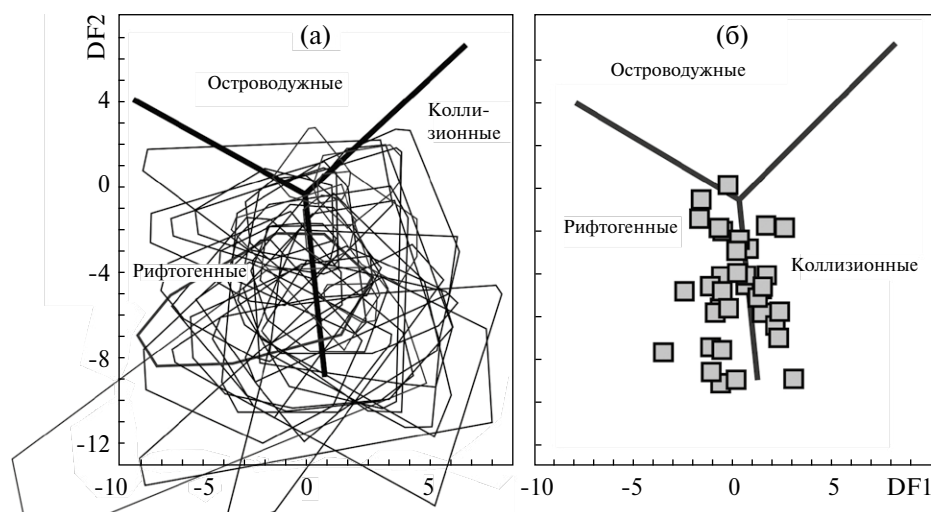 DF2
(а)
(б)
Островодужные
Островодужные
4
Колли-
зионные
0
Рифтогенные
Коллизионные
Рифтогенные
-4
-8
-12
-10
-5
0
5
-10
-5
0
5
DF1